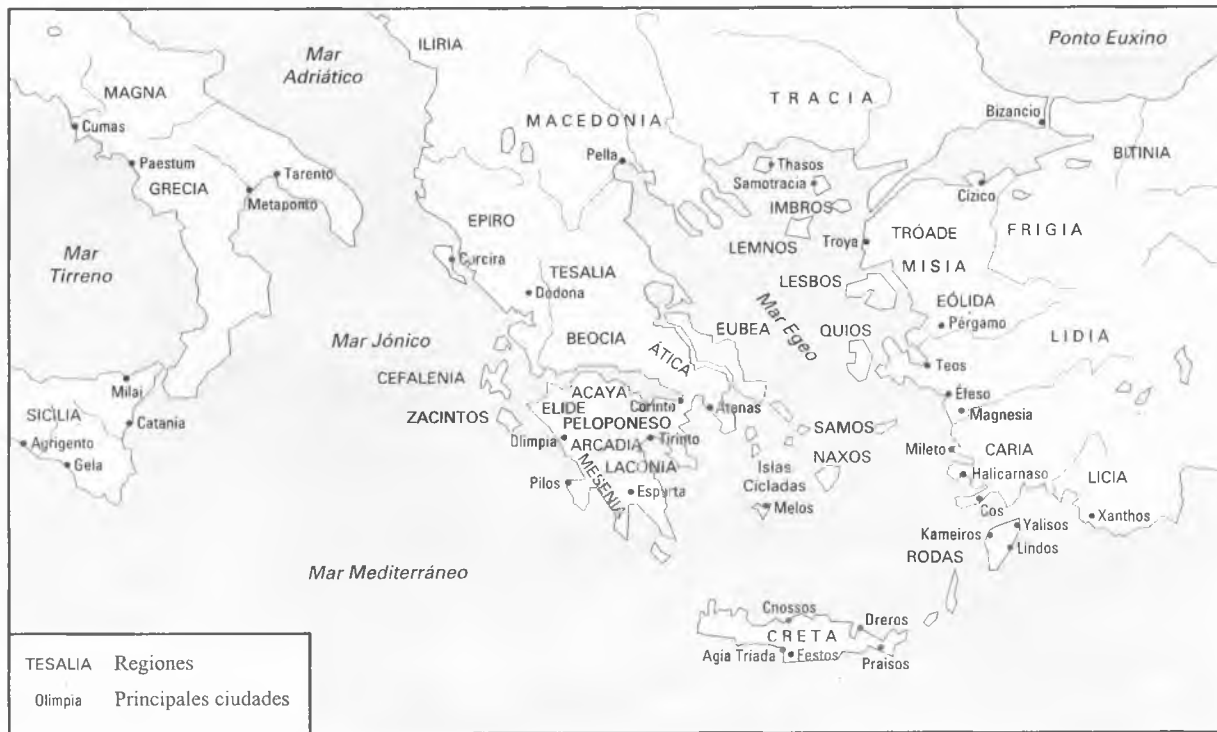 ILIRIA
Mar
Adriático
Ponto Euxino
MAGNA
TRACIA
Bizancio
Cumas
MACEDONIA
BITINIA
Paestum
Pella
Thasos
GRECIA
Tarento
Samotracia
Cízico
Metaponto
IMBROS
EPIRO
TRÓADE
FRIGIA
LEMNOS
Troya
Mar
Tirreno
Corcira
TESALIA
MISIA
LESBOS
Dodona
EÓLIDA
Mar Egeo
EUBEA
QUIOS
Pérgamo
Mar Jónico
BEOCIA
LIDIA
ÁTICA
Teos
CEFALENIA
Milai
ACAYA
Éfeso
SICILIA
ZACINTOS
ELIDE
Corinto
Atenas
Magnesia
Catania
PELOPONESO
SAMOS
Agrigento
Olimpia
ARCADIA
Tirinto
Mileto
CARIA
Gela
LACONIA
Islas
Cícladas
NAXOS
Halicarnaso
LICIA
Pilos
MESENIA
Esparta
Melos
Cos
Xanthos
Yalisos
Kameiros
Lindos
RODAS
Mar Mediterráneo
Cnossos
Dreros
CRETA
Agia Triada
Festos
Praisos
TESALIA Regiones
Olimpia Principales ciudades